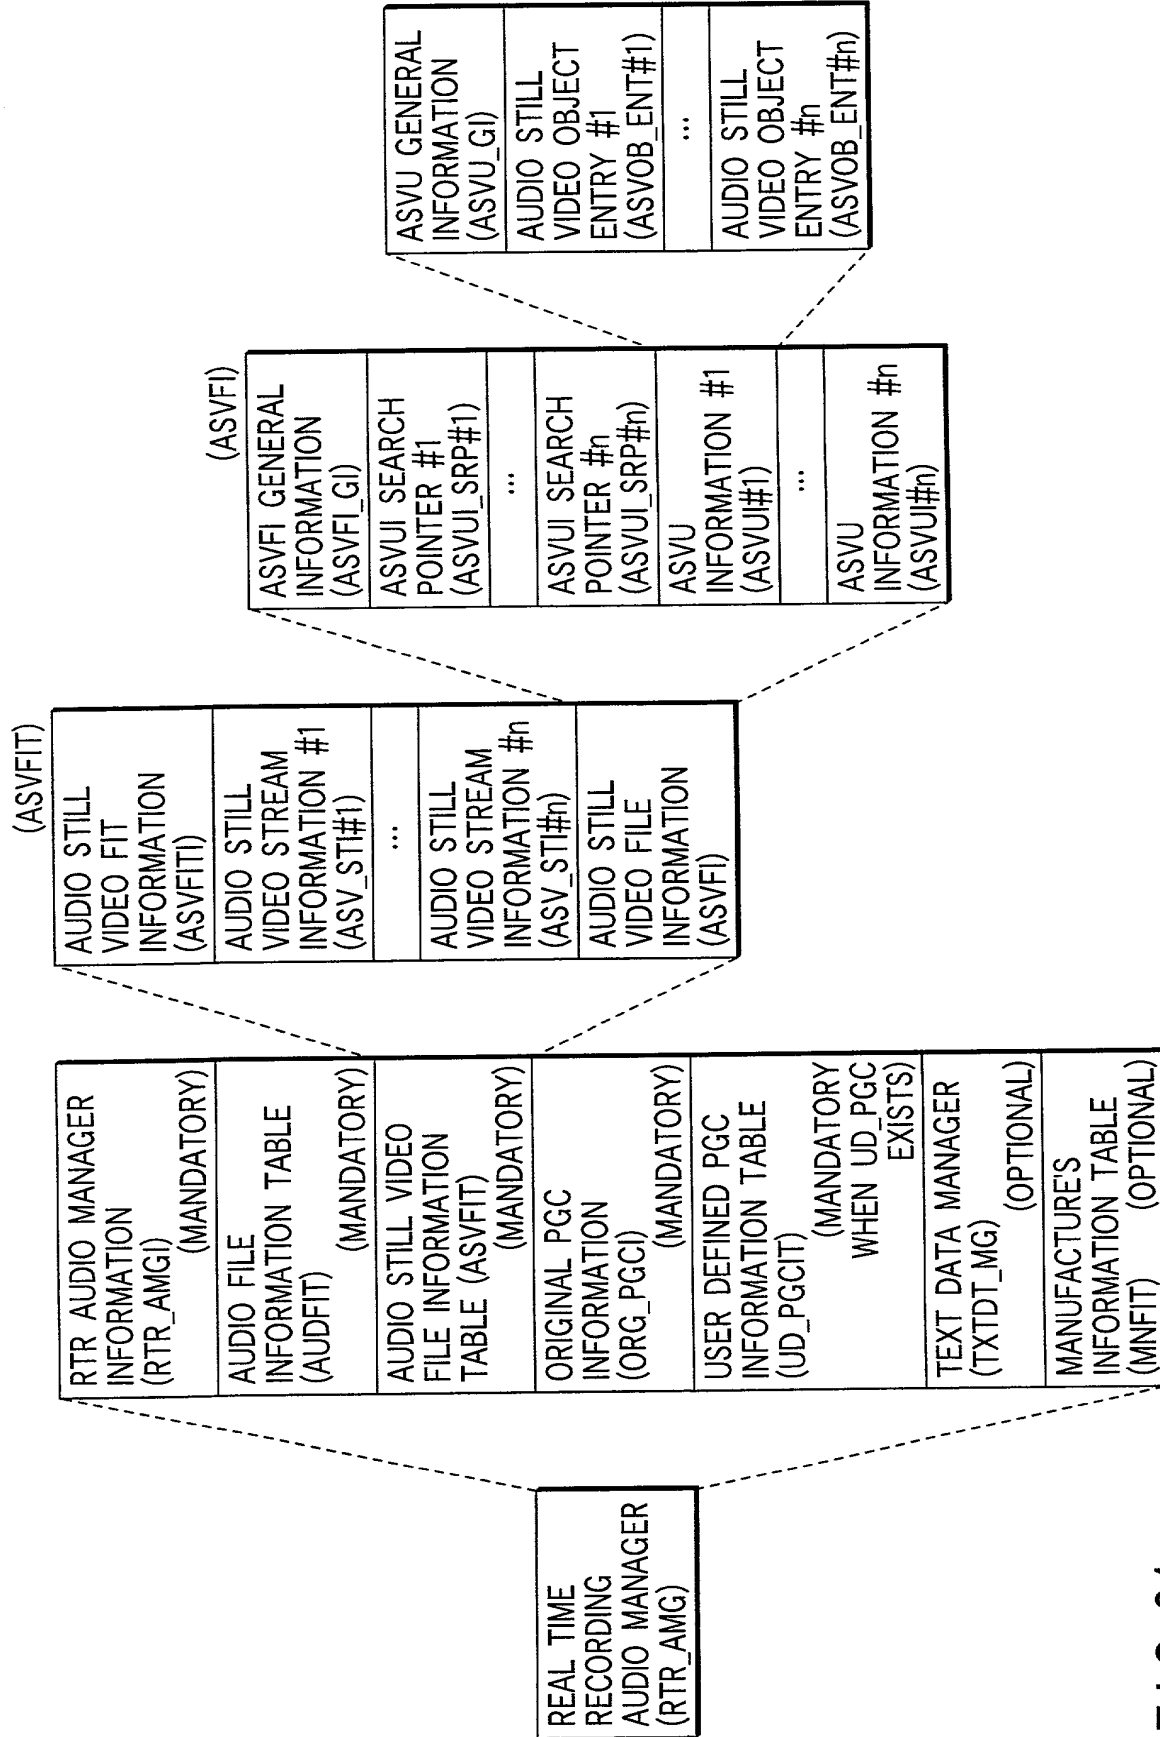 REAL TIME
RECORDING
AUDIO MANAGER
(RTR_AMG)
RTR AUDIO MANAGER
INFORMATION
(RTR_AMGI)
(MANDATORY)
AUDIO FILE
INFORMATION TABLE
(AUDFIT)
(MANDATORY)
AUDIO STILL VIDEO
FILE INFORMATION
TABLE (ASVFIT)
(MANDATORY)
ORIGINAL PGC
INFORMATION
(ORG_PGCI)
(MANDATORY)
USER DEFINED PGC
INFORMATION TABLE
(UD_PGCIT)
(MANDATORY
WHEN UD_PGC
EXISTS)
TEXT DATA MANAGER
(TXTDT_MG)
(OPTIONAL)
MANUFACTURE'S
INFORMATION TABLE
(MNFIT) (OPTIONAL)
(ASVFIT)
AUDIO STILL
VIDEO FIT
INFORMATION
(ASVFITI)
AUDIO STILL
VIDEO STREAM
INFORMATION #1
(ASV_STI#1)
...
AUDIO STILL
VIDEO STREAM
INFORMATION #n
(ASV_STI#n)
AUDIO STILL
VIDEO FILE
INFORMATION
(ASVFI)
(ASVFI)
ASVFI GENERAL
INFORMATION
(ASVFI_GI)
ASVUI SEARCH
POINTER #1
(ASVUI_SRP#1)
...
ASVUI SEARCH
POINTER #n
(ASVUI_SRP#n)
ASVU
INFORMATION #1
(ASVUI#1)
...
ASVU
INFORMATION #n
(ASVUI#n)
ASVU GENERAL
INFORMATION
(ASVU_GI)
AUDIO STILL
VIDEO OBJECT
ENTRY #1
(ASVOB_ENT#1)
...
AUDIO STILL
VIDEO OBJECT
ENTRY #n
(ASVOB_ENT#n)